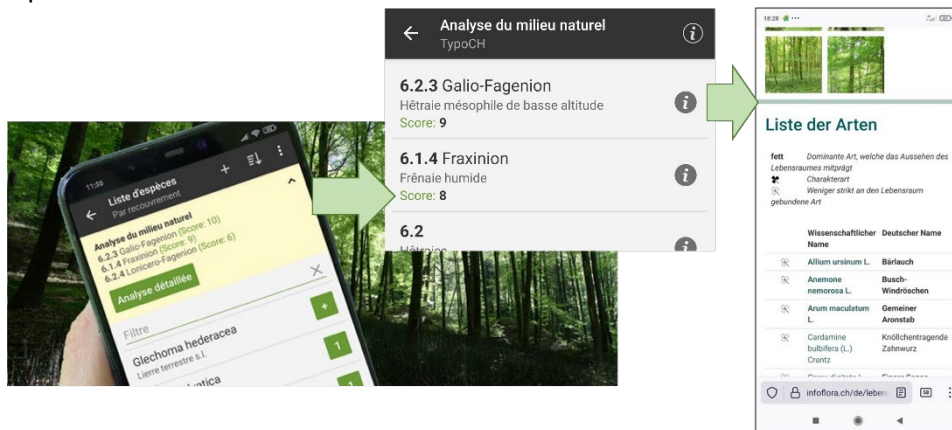 11:55
Liste d'espèces
Par recouvrement
Analyse du milieu naturel
6.2.3 Galio-Fagenion (Score: 10)
6.1.4 Fraxinion (Score: 9)
6.2.4 Lonicero-Fagenion (Score: 6)
Analyse détaillée
Filtre
Glechoma hederacea
Lierre terrestre s.l.
+
1
Analyse du milieu naturel
TypoCH
6.2.3 Galio-Fagenion
Hêtraie mésophile de basse altitude
Score: 9
6.1.4 Fraxinion
Frênaie humide
Score: 8
6.2
18:28
Liste der Arten
fett Dominante Art, welche das Aussehen des
Lebensraumes mitprägt
Charakterart
Weniger strikt an den Lebensraum
gebundene Art
Wissenschaftlicher Deutscher Name
Name
Allium ursinum L. Bärlauch
Anemone Busch-
nemorosa L. Windröschen
Arum maculatum Gemeiner
L. Aronstab
Cardamine Knöllchentragende
bulbifera (L.) Zahnwurz
Crantz
infoflora.ch/de/leben